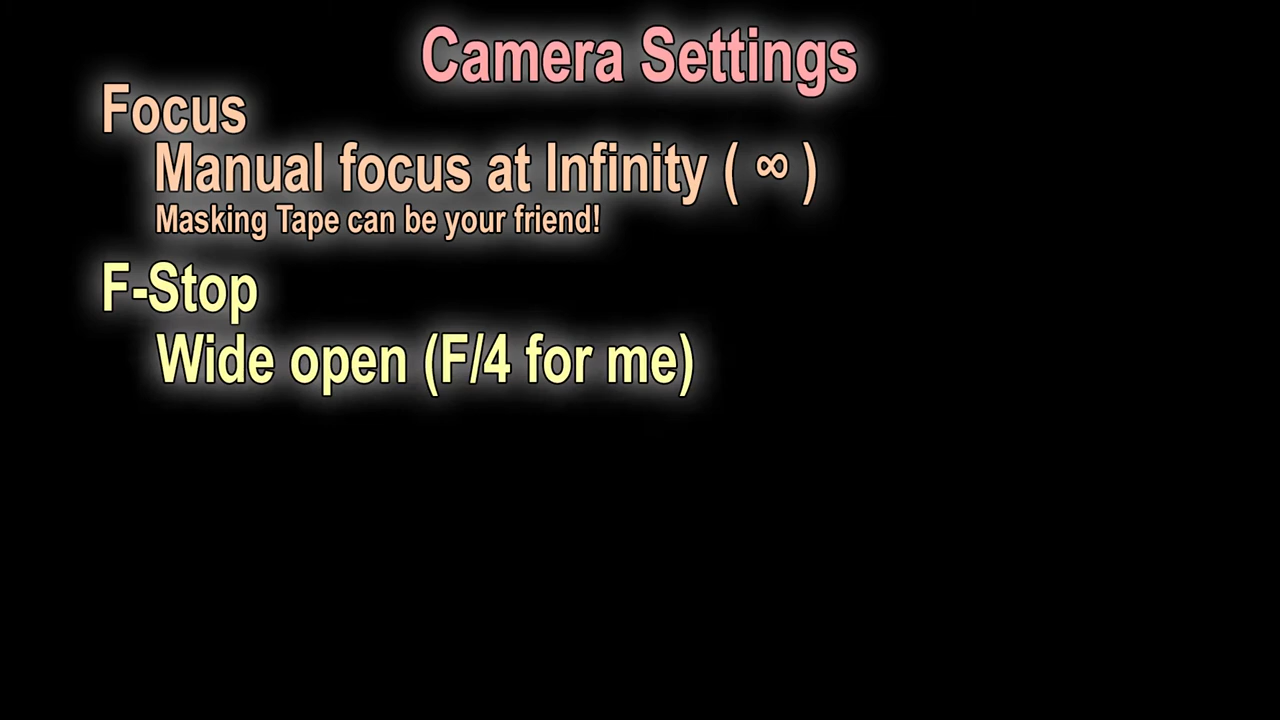 Camera Settings
Focus
Manual focus at Infinity ( ∞ )
Masking Tape can be your friend!
F-Stop
Wide open (F/4 for me)